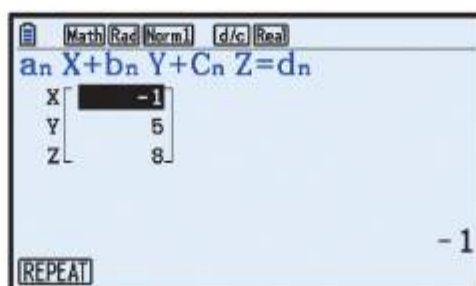 Math Rad Norm1 d/c Real
an X+bn Y+Cn Z=dn
X -1
Y 5
Z 8
-1
REPEAT